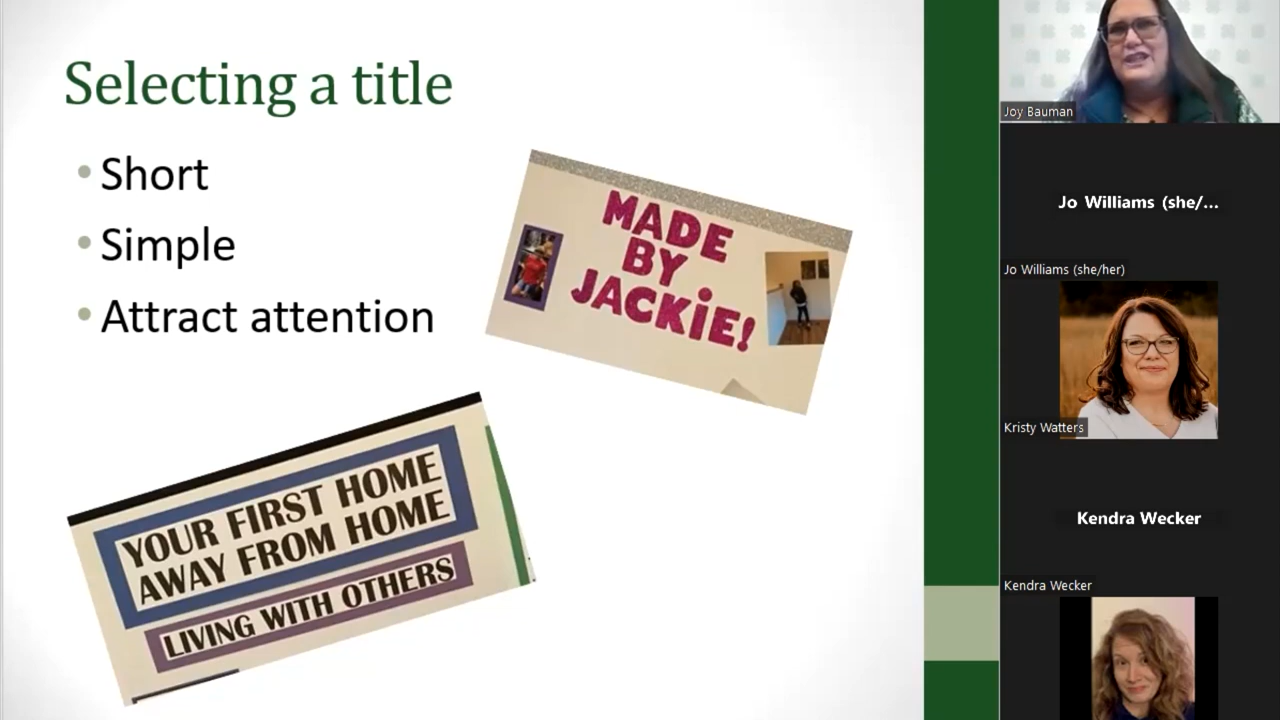 Selecting a title
• Short
• Simple
• Attract attention
MADE
BY
JACKiE!
YOUR FIRST HOME
AWAY FROM HOME
LIVING WITH OTHERS
Joy Bauman
Jo Williams (she/...
Jo Williams (she/her)
Kristy Watters
Kendra Wecker
Kendra Wecker